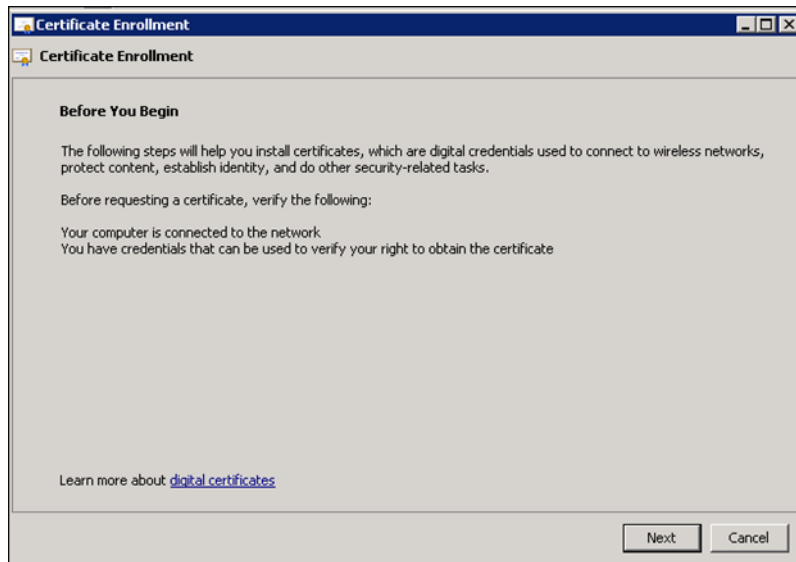 Certificate Enrollment
Certificate Enrollment
Before You Begin
The following steps will help you install certificates, which are digital credentials used to connect to wireless networks,
protect content, establish identity, and do other security-related tasks.
Before requesting a certificate, verify the following:
Your computer is connected to the network
You have credentials that can be used to verify your right to obtain the certificate
Learn more about digital certificates
Next
Cancel